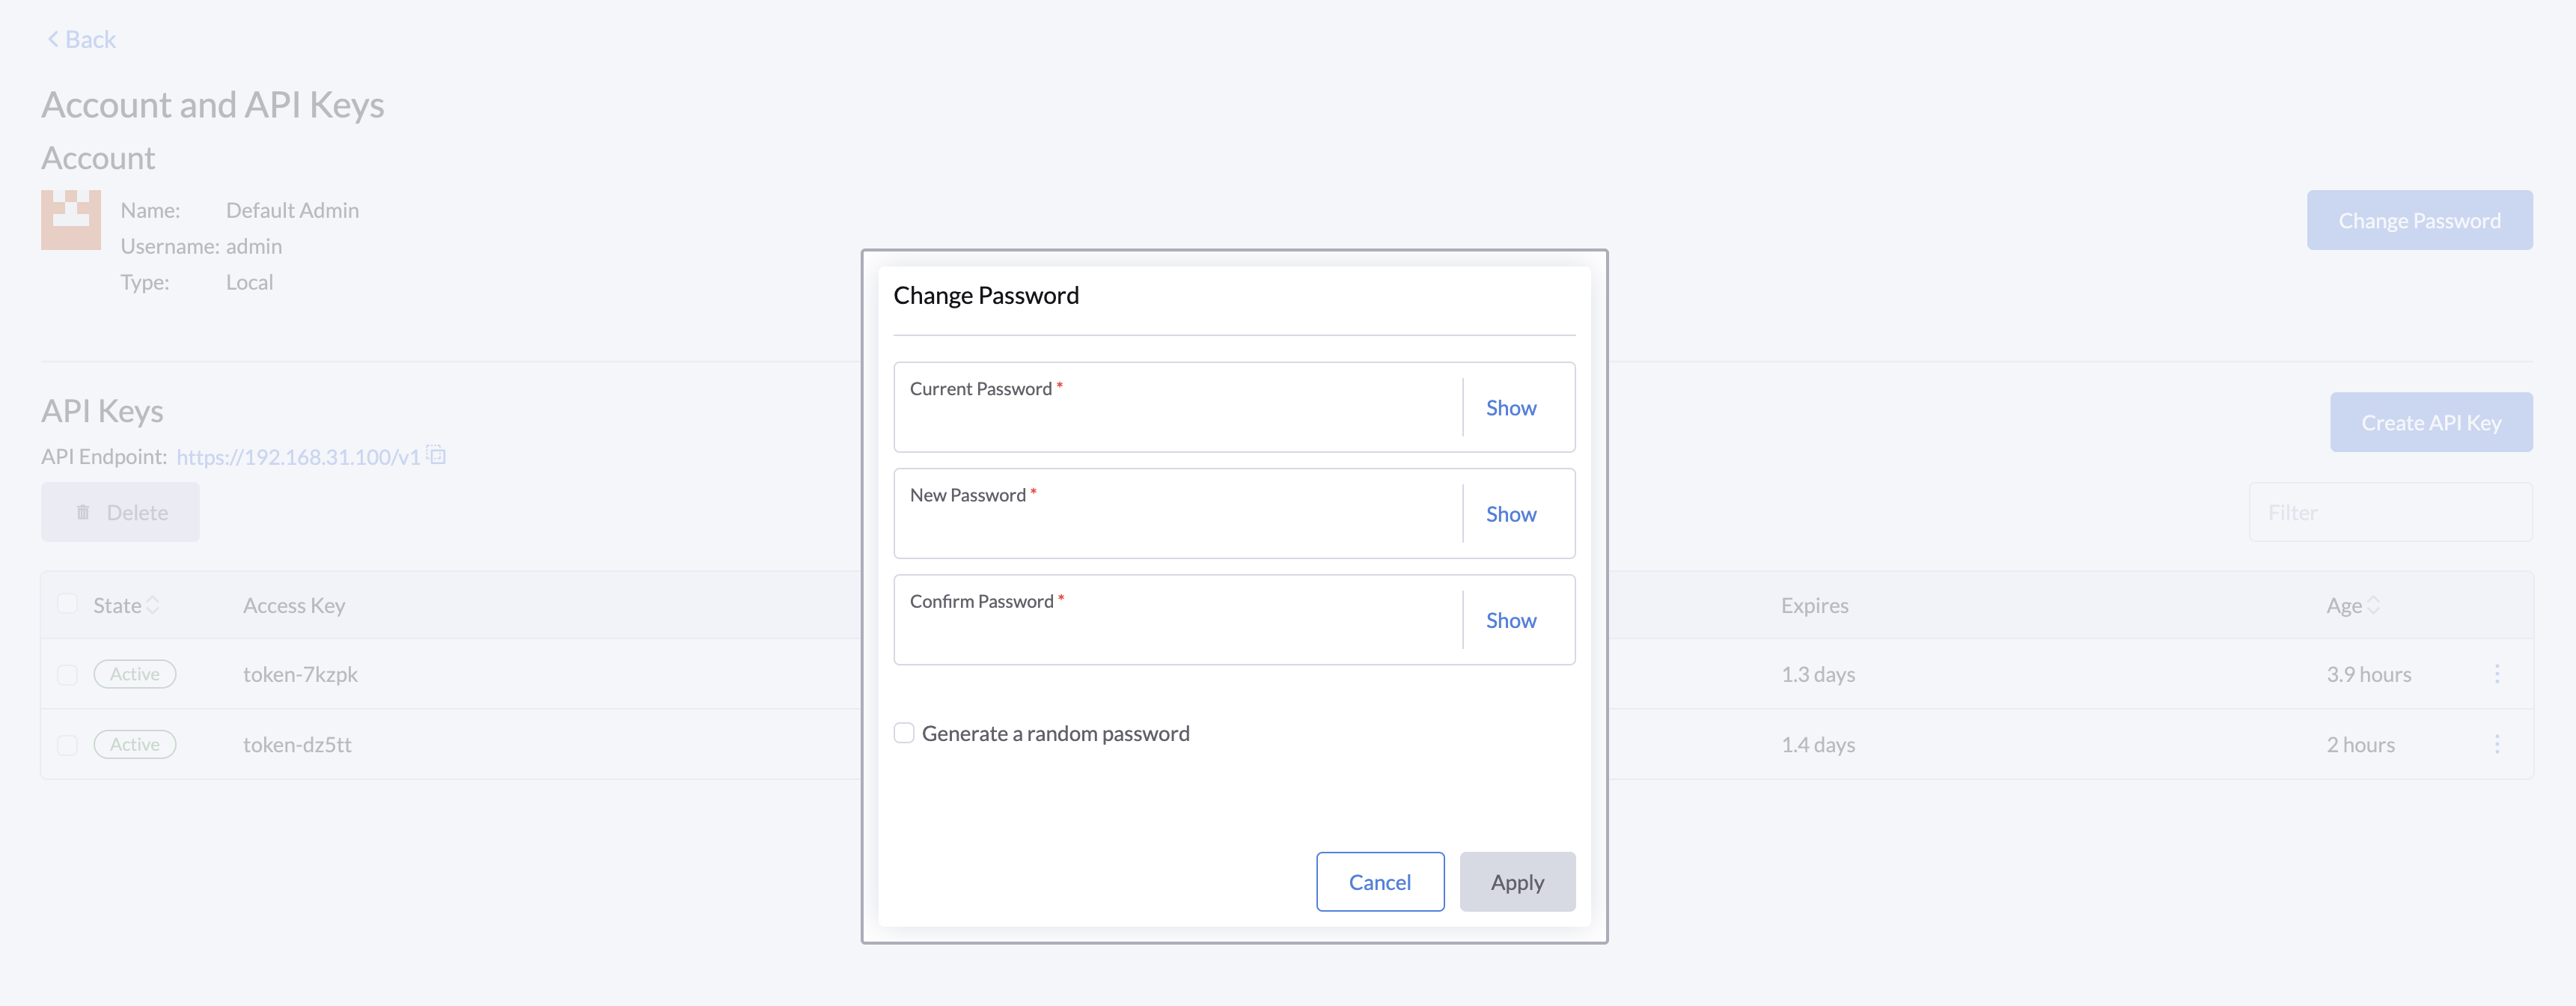 Back
Account and API Keys
Account
Name: Default Admin
Username: admin
Type: Local
Change Password
API Keys
API Endpoint: https://192.168.31.100/v1
Create API Key
Delete
Filter
State Access Key Expires Age
Active token-7kzpk 1.3 days 3.9 hours
Active token-dz5tt 1.4 days 2 hours
Change Password
Current Password *
Show
New Password *
Show
Confirm Password *
Show
Generate a random password
Cancel Apply